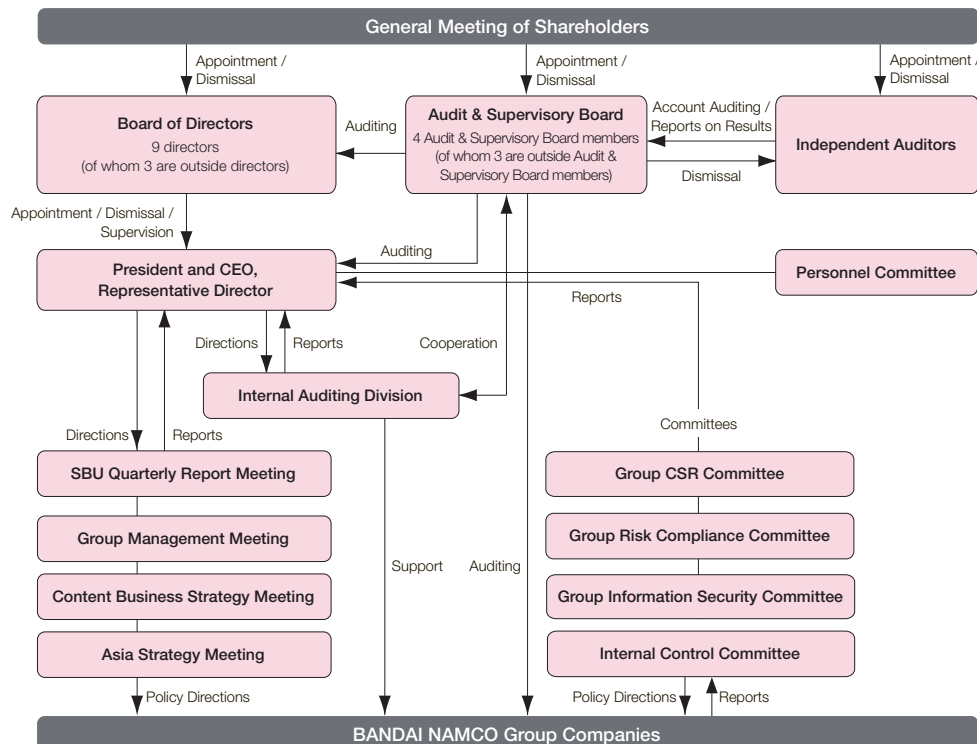 General Meeting of Shareholders
Appointment /
Dismissal
Appointment /
Dismissal
Appointment /
Dismissal
Board of Directors
9 directors
(of whom 3 are outside directors)
Auditing
Audit & Supervisory Board
4 Audit & Supervisory Board members
(of whom 3 are outside Audit &
Supervisory Board members)
Account Auditing /
Reports on Results
Dismissal
Independent Auditors
Appointment / Dismissal /
Supervision
Auditing
President and CEO,
Representative Director
Personnel Committee
Reports
Directions
Reports
Cooperation
Internal Auditing Division
Committees
Directions
Reports
SBU Quarterly Report Meeting
Group CSR Committee
Group Management Meeting
Group Risk Compliance Committee
Support
Auditing
Content Business Strategy Meeting
Group Information Security Committee
Asia Strategy Meeting
Internal Control Committee
Policy Directions
Policy Directions
Reports
BANDAI NAMCO Group Companies